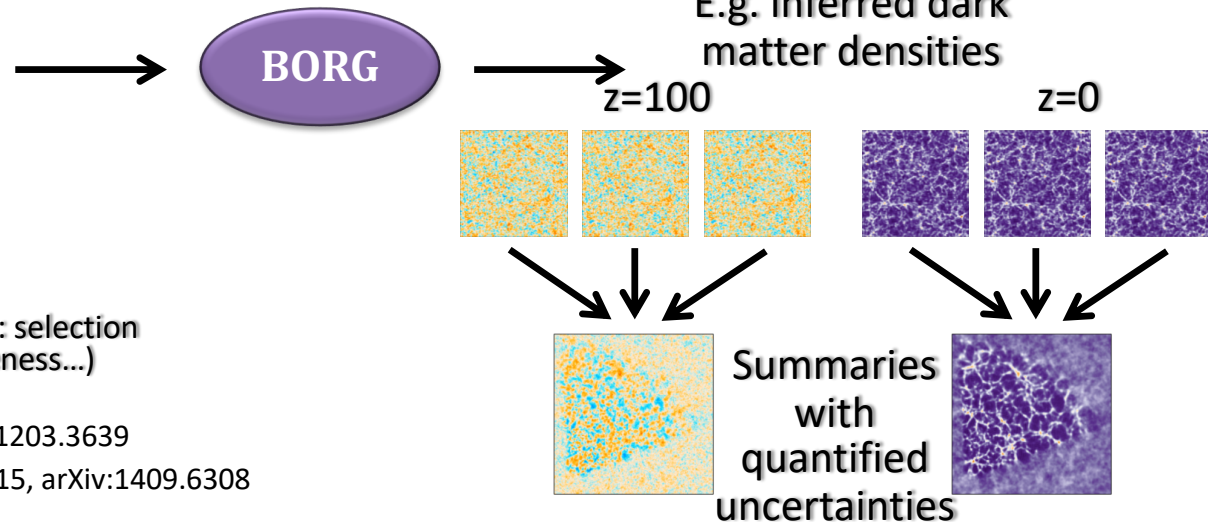 E.g. inferred dark
matter densities
BORG
z=100
z=0
: selection
ness...)
1203.3639
15, arXiv:1409.6308
Summaries
with
quantified
uncertainties